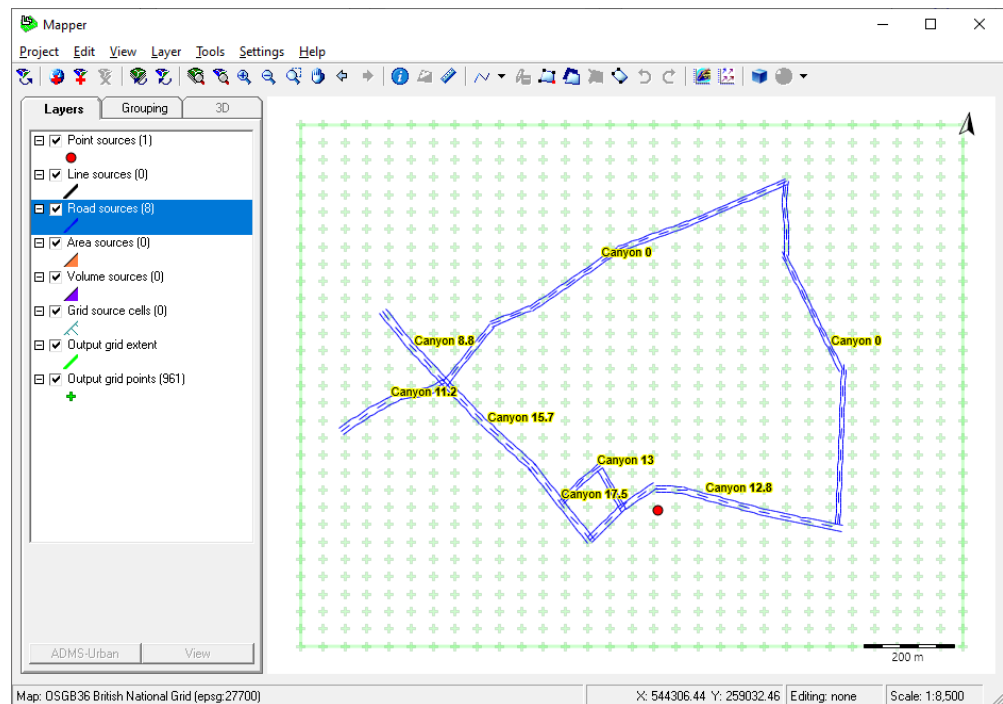 Mapper
Project Edit View Layer Tools Settings Help
Layers Grouping 3D
Point sources (1)
Line sources (0)
Road sources (8)
Area sources (0)
Volume sources (0)
Grid source cells (0)
Output grid extent
Output grid points (961)
ADMS-Urban View
Canyon 0
Canyon 8.8
Canyon 0
Canyon 11.2
Canyon 15.7
Canyon 13
Canyon 17.5
Canyon 12.8
200 m
Map: OSGB36 British National Grid (epsg:27700) X: 544306.44 Y: 259032.46 Editing: none Scale: 1:8,500